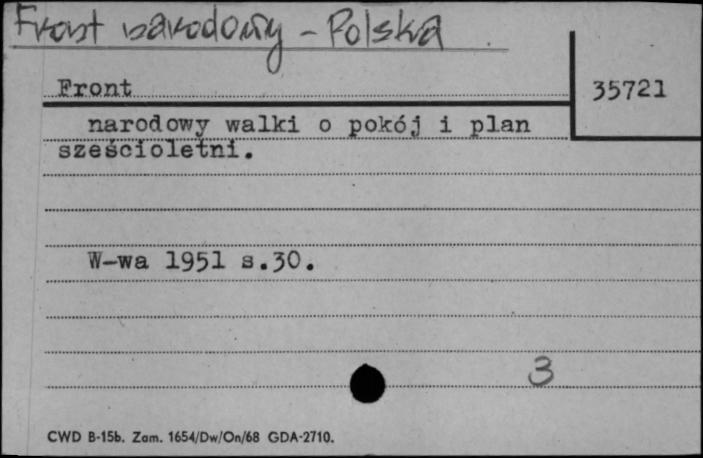 Front narodowy - Polska
Front
35721
narodowy walki o pokój i plan
sześcioletni.
W-wa 1951 s.30.
3
CWD B-15b. Zam. 1654/Dw/On/68 GDA-2710.